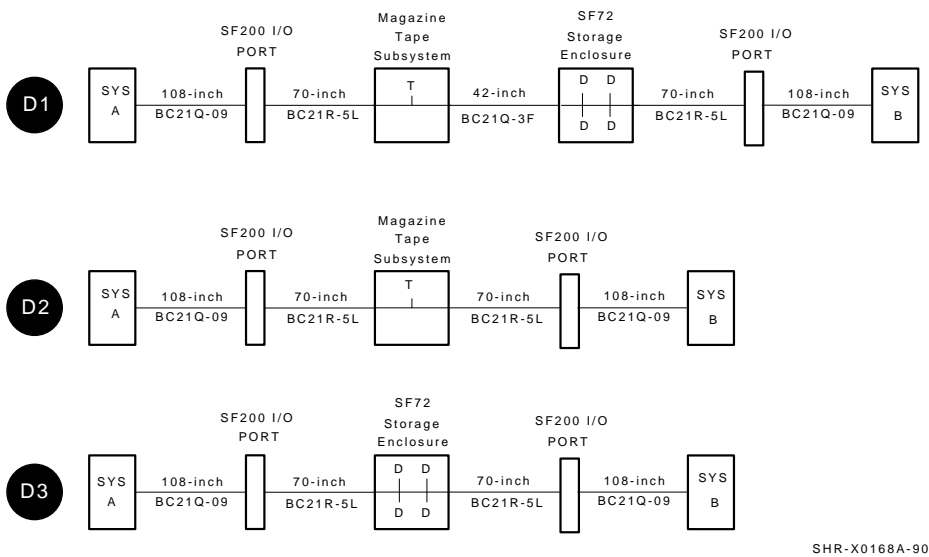 Magazine
Tape
Subsystem
SF72
Storage
Enclosure
SF200 I/O
PORT
SF200 I/O
PORT
D1
SYS
A
108-inch
BC21Q-09
70-inch
BC21R-5L
T
42-inch
BC21Q-3F
D D
D D
70-inch
BC21R-5L
108-inch
BC21Q-09
SYS
B
SF200 I/O
PORT
Magazine
Tape
Subsystem
SF200 I/O
PORT
D2
SYS
A
108-inch
BC21Q-09
70-inch
BC21R-5L
T
70-inch
BC21R-5L
108-inch
BC21Q-09
SYS
B
SF200 I/O
PORT
SF72
Storage
Enclosure
SF200 I/O
PORT
D3
SYS
A
108-inch
BC21Q-09
70-inch
BC21R-5L
D D
D D
70-inch
BC21R-5L
108-inch
BC21Q-09
SYS
B
SHR-X0168A-90